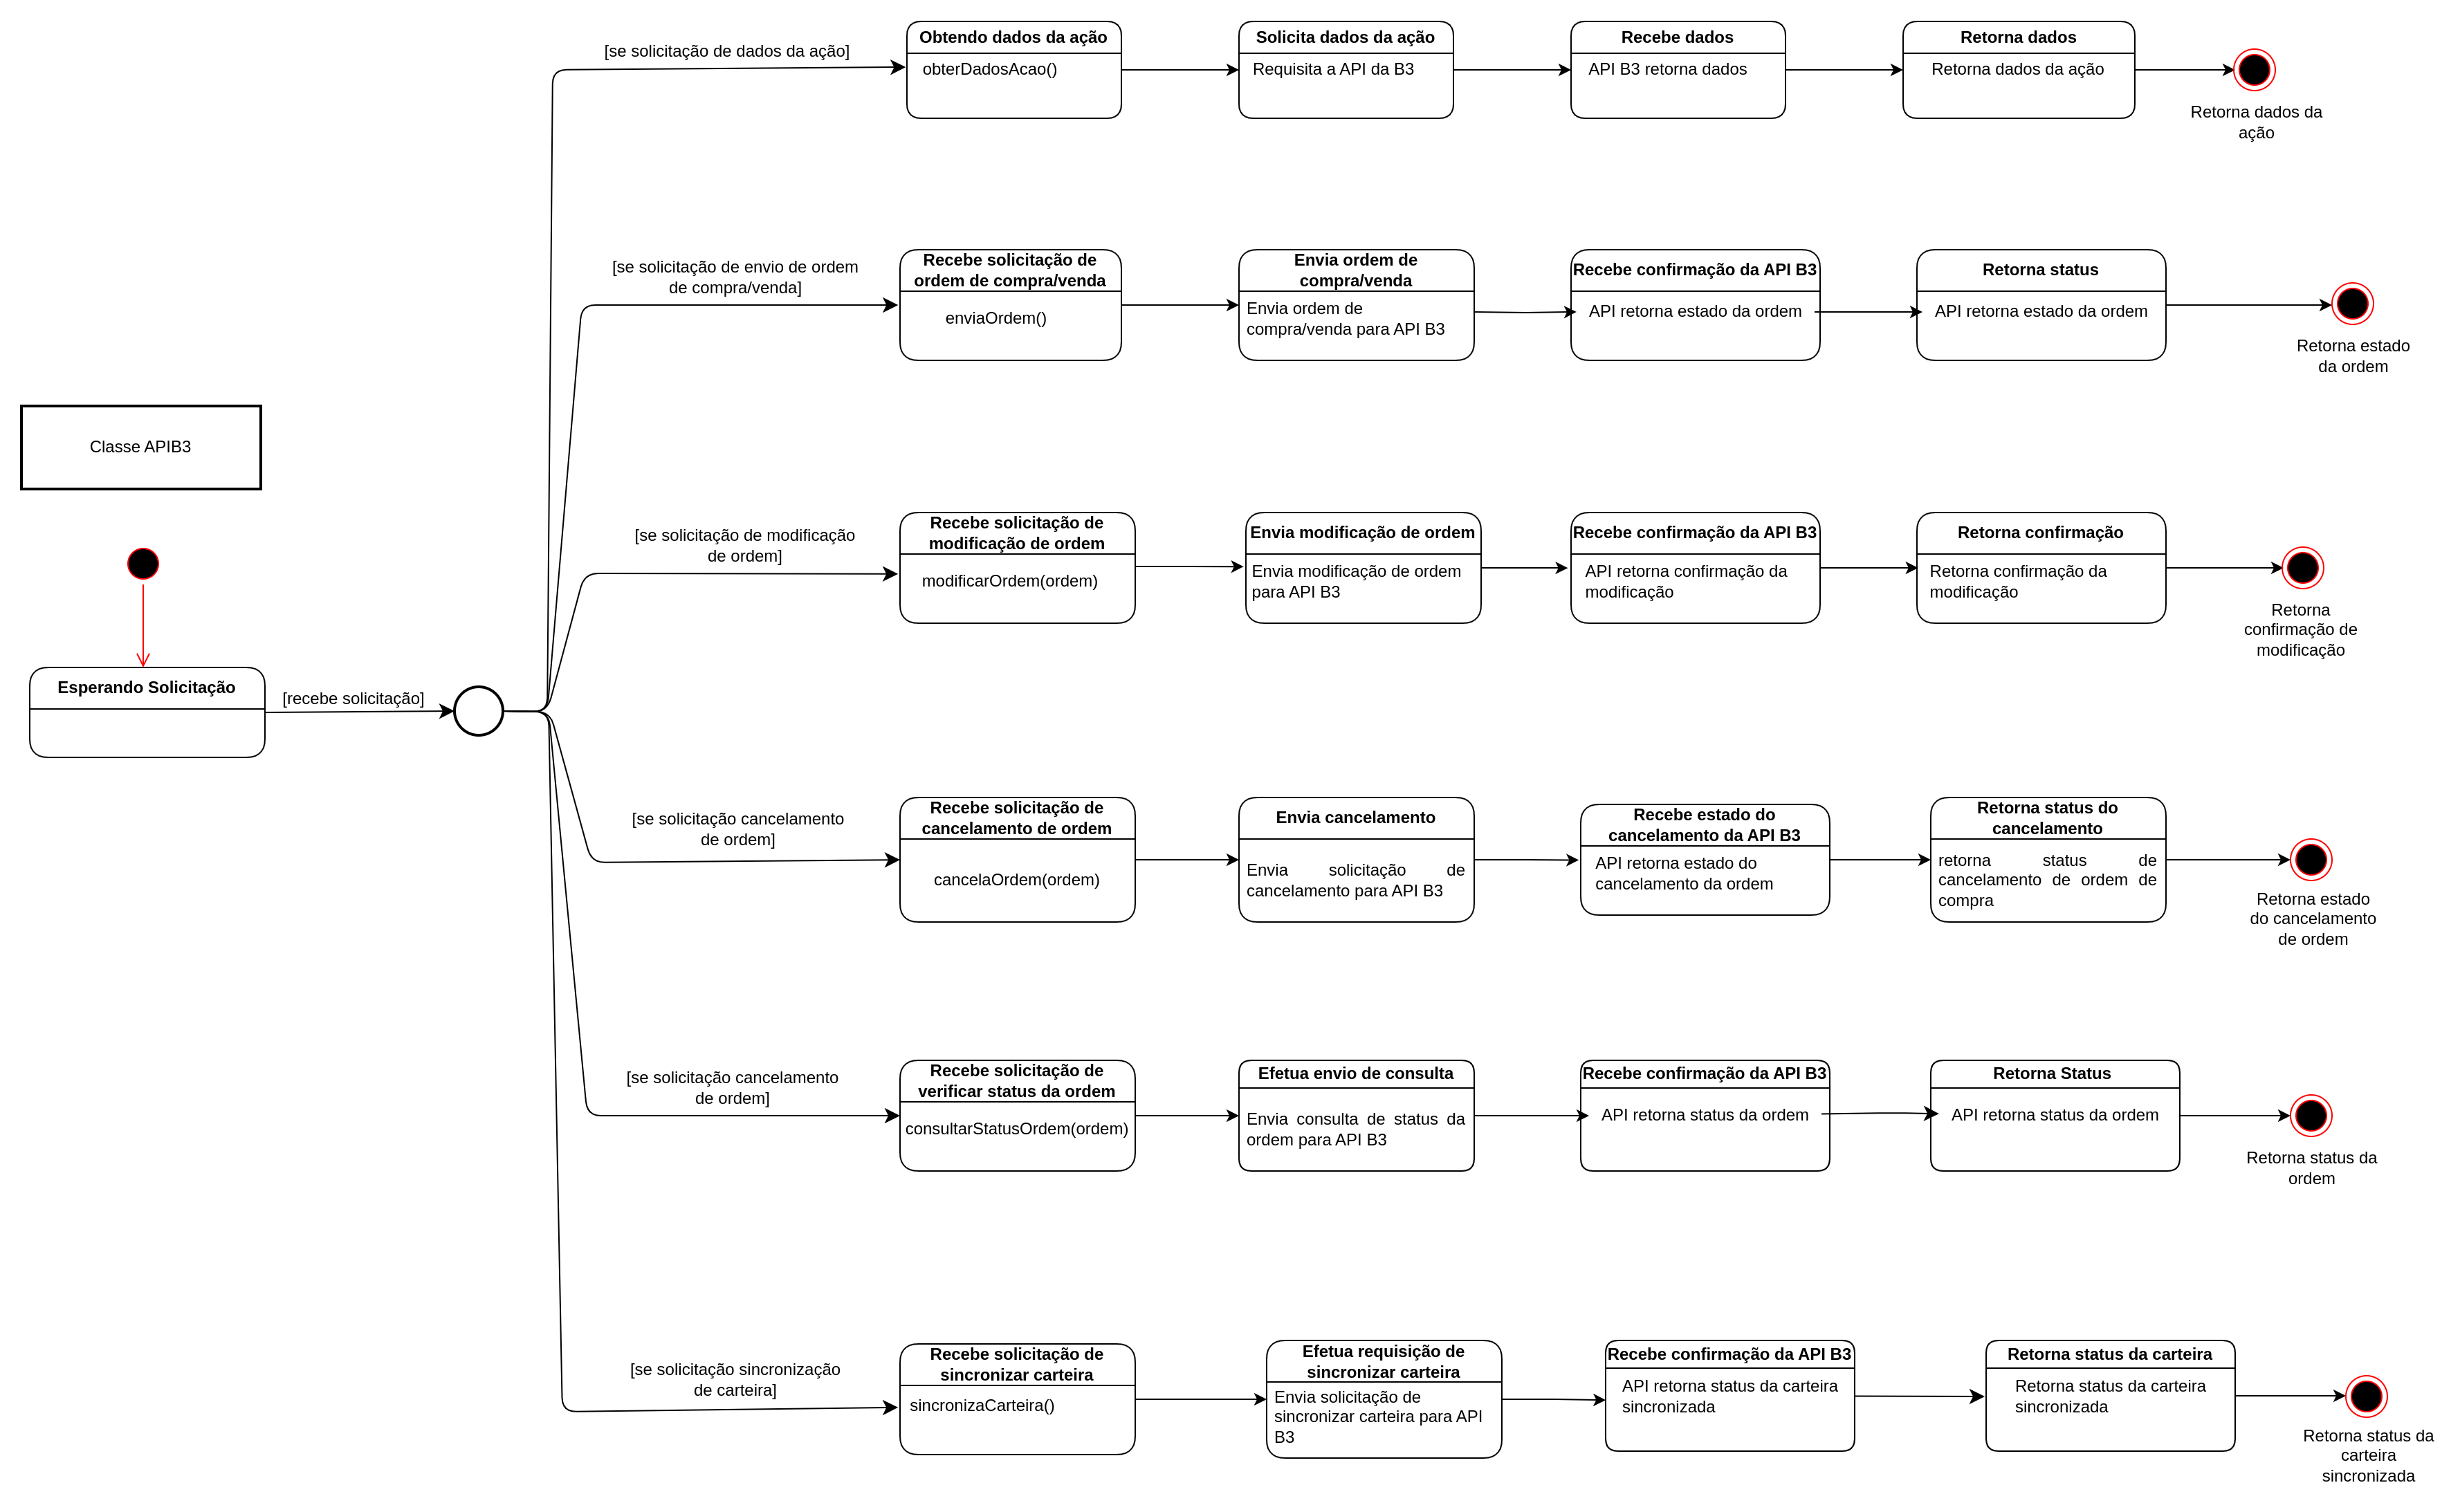 [se solicitação de dados da ação]
Obtendo dados da ação
obterDadosAcao()
Solicita dados da ação
Requisita a API da B3
Recebe dados
API B3 retorna dados
Retorna dados
Retorna dados da ação
Retorna dados da
ação
[se solicitação de envio de ordem
de compra/venda]
Recebe solicitação de
ordem de compra/venda
enviaOrdem()
Envia ordem de
compra/venda
Envia ordem de
compra/venda para API B3
Recebe confirmação da API B3
API retorna estado da ordem
Retorna status
API retorna estado da ordem
Retorna estado
da ordem
Classe APIB3
[se solicitação de modificação
de ordem]
Recebe solicitação de
modificação de ordem
modificarOrdem(ordem)
Envia modificação de ordem
Envia modificação de ordem
para API B3
Recebe confirmação da API B3
API retorna confirmação da
modificação
Retorna confirmação
Retorna confirmação da
modificação
Retorna
confirmação de
modificação
Esperando Solicitação
[recebe solicitação]
[se solicitação cancelamento
de ordem]
Recebe solicitação de
cancelamento de ordem
cancelaOrdem(ordem)
Envia cancelamento
Envia solicitação de
cancelamento para API B3
Recebe estado do
cancelamento da API B3
API retorna estado do
cancelamento da ordem
Retorna status do
cancelamento
retorna status de
cancelamento de ordem de
compra
Retorna estado
do cancelamento
de ordem
[se solicitação cancelamento
de ordem]
Recebe solicitação de
verificar status da ordem
consultarStatusOrdem(ordem)
Efetua envio de consulta
Envia consulta de status da
ordem para API B3
Recebe confirmação da API B3
API retorna status da ordem
Retorna Status
API retorna status da ordem
Retorna status da
ordem
[se solicitação sincronização
de carteira]
Recebe solicitação de
sincronizar carteira
sincronizaCarteira()
Efetua requisição de
sincronizar carteira
Envia solicitação de
sincronizar carteira para API
B3
Recebe confirmação da API B3
API retorna status da carteira
sincronizada
Retorna status da carteira
Retorna status da carteira
sincronizada
Retorna status da
carteira
sincronizada